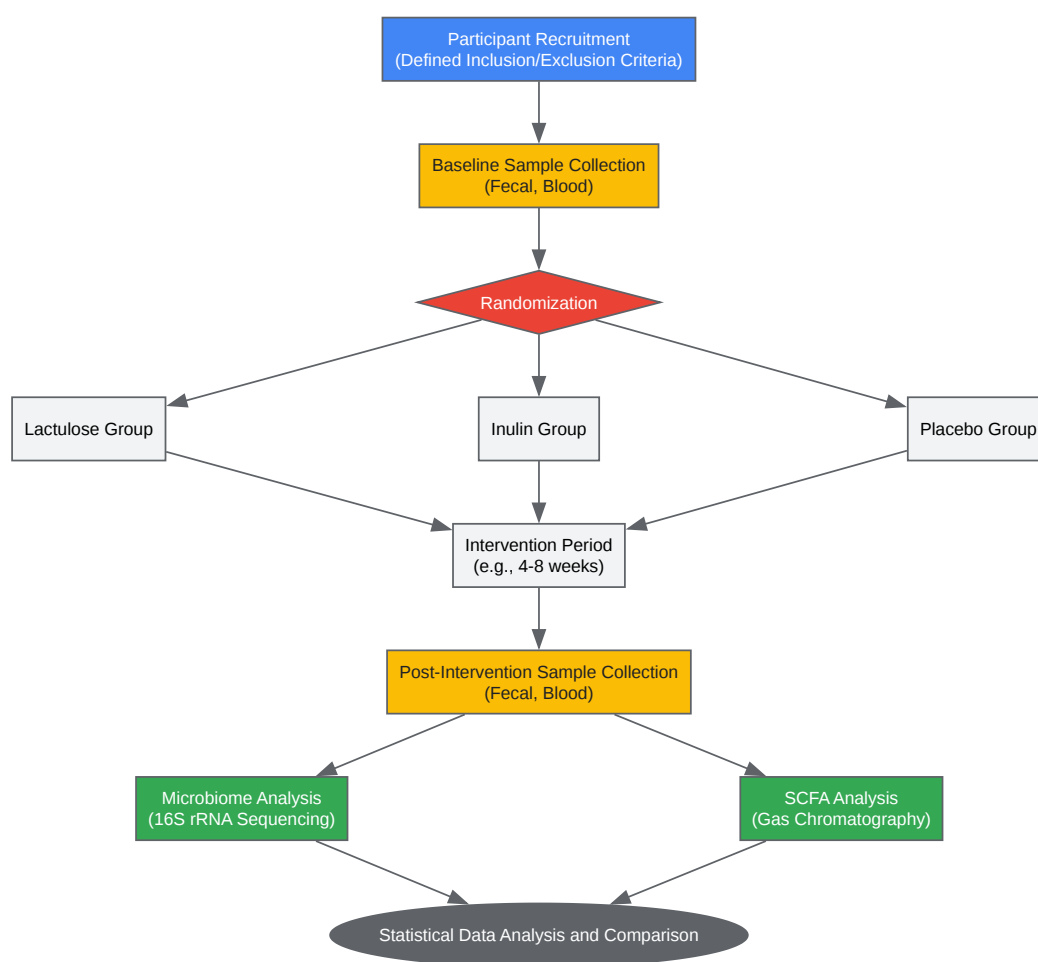 Participant Recruitment
(Defined Inclusion/Exclusion Criteria)
Baseline Sample Collection
(Fecal, Blood)
Randomization
Lactulose Group
Inulin Group
Placebo Group
Intervention Period
(e.g., 4-8 weeks)
Post-Intervention Sample Collection
(Fecal, Blood)
Microbiome Analysis
(16S rRNA Sequencing)
SCFA Analysis
(Gas Chromatography)
Statistical Data Analysis and Comparison